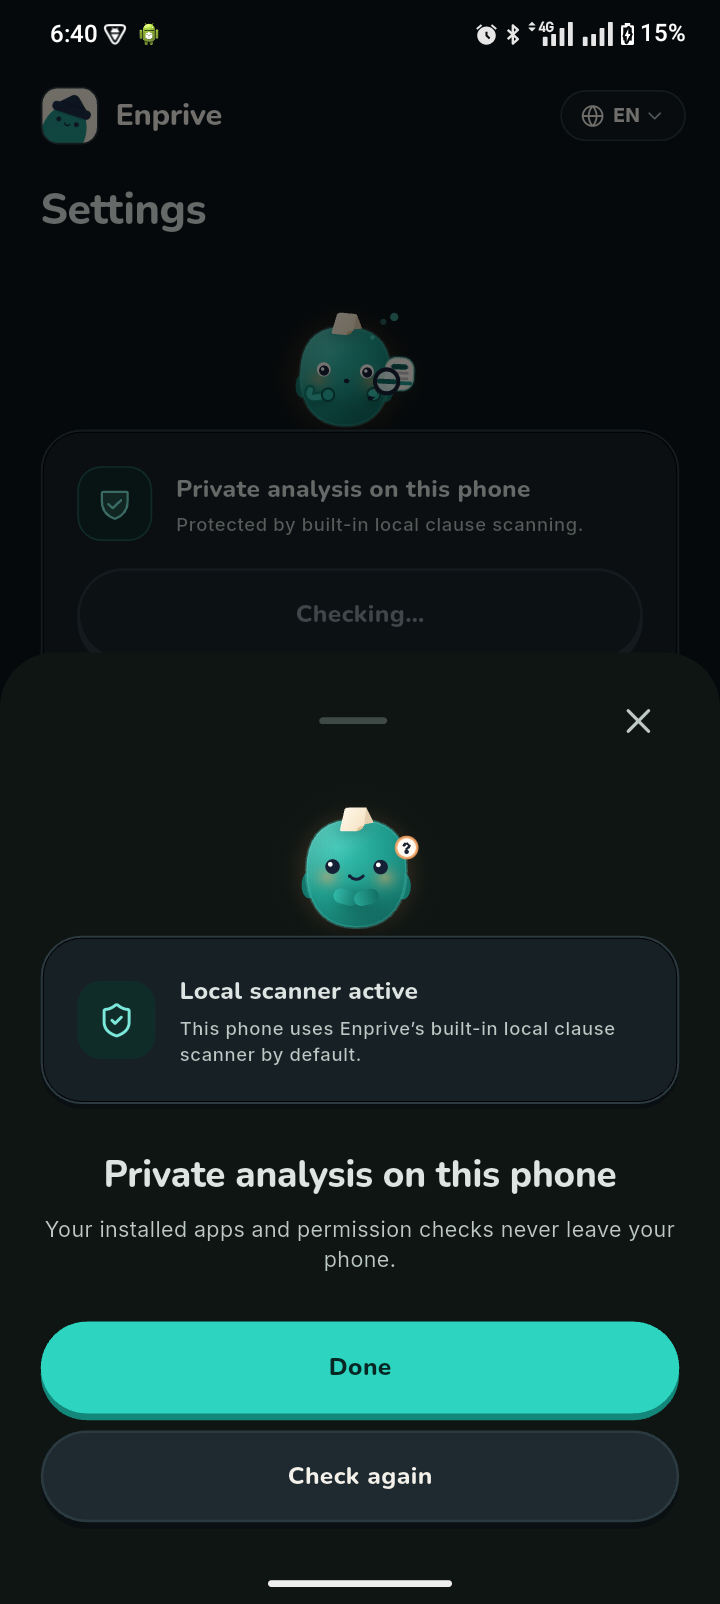 6:40
4G
15%
Enprive
EN
Settings
Private analysis on this phone
Protected by built-in local clause scanning.
Checking...
?
Local scanner active
This phone uses Enprive’s built-in local clause
scanner by default.
Private analysis on this phone
Your installed apps and permission checks never leave your
phone.
Done
Check again